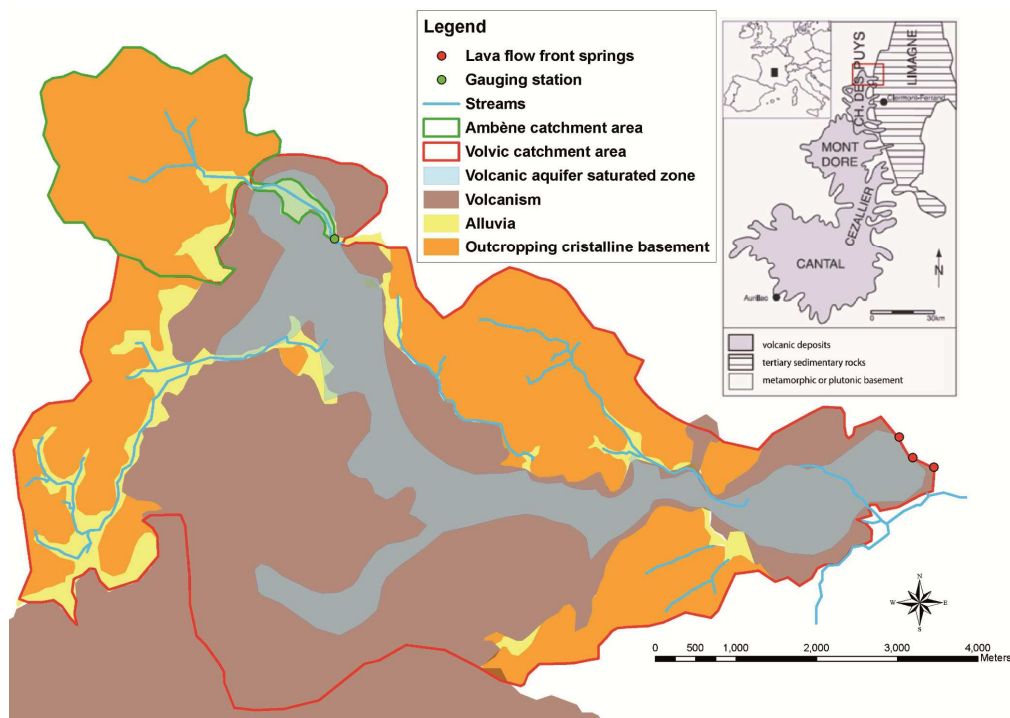 Legend
Lava flow front springs
Gauging station
Streams
Ambène catchment area
Volvic catchment area
Volcanic aquifer saturated zone
Volcanism
Alluvia
Outcropping cristalline basement
CH. DES PUYS
LIMAGNE
Clermont-Ferrand
MONT
DORE
CEZALLIER
CANTAL
Aurillac
N
0 30km
volcanic deposits
tertiary sedimentary rocks
metamorphic or plutonic basement
N
W E
S
0 500 1,000 2,000 3,000 4,000
Meters